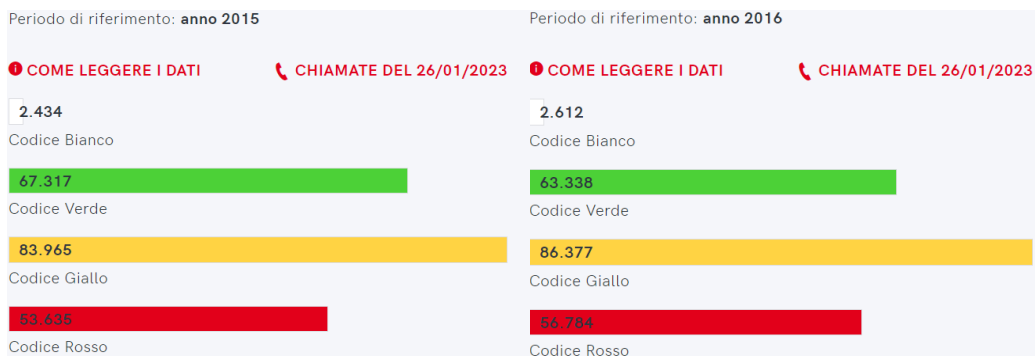 Periodo di riferimento: anno 2015
COME LEGGERE I DATI
CHIAMATE DEL 26/01/2023
2.434
Codice Bianco
67.317
Codice Verde
83.965
Codice Giallo
53.635
Codice Rosso
Periodo di riferimento: anno 2016
COME LEGGERE I DATI
CHIAMATE DEL 26/01/2023
2.612
Codice Bianco
63.338
Codice Verde
86.377
Codice Giallo
56.784
Codice Rosso